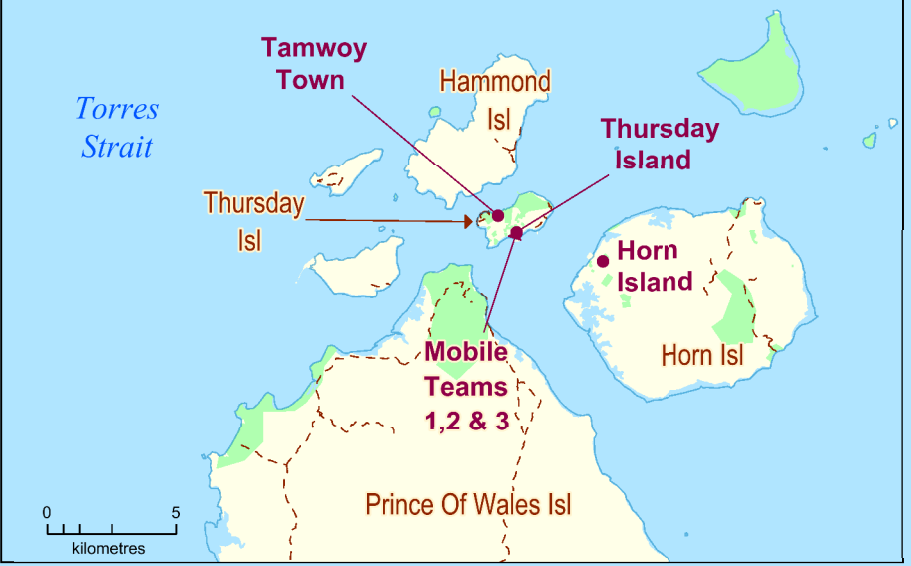 Tamwoy
Town
Hammond
Isl
Torres
Strait
Thursday
Island
Thursday
Isl
Horn
Island
Mobile
Teams
1,2 & 3
Horn Isl
Prince Of Wales Isl
0 5
kilometres